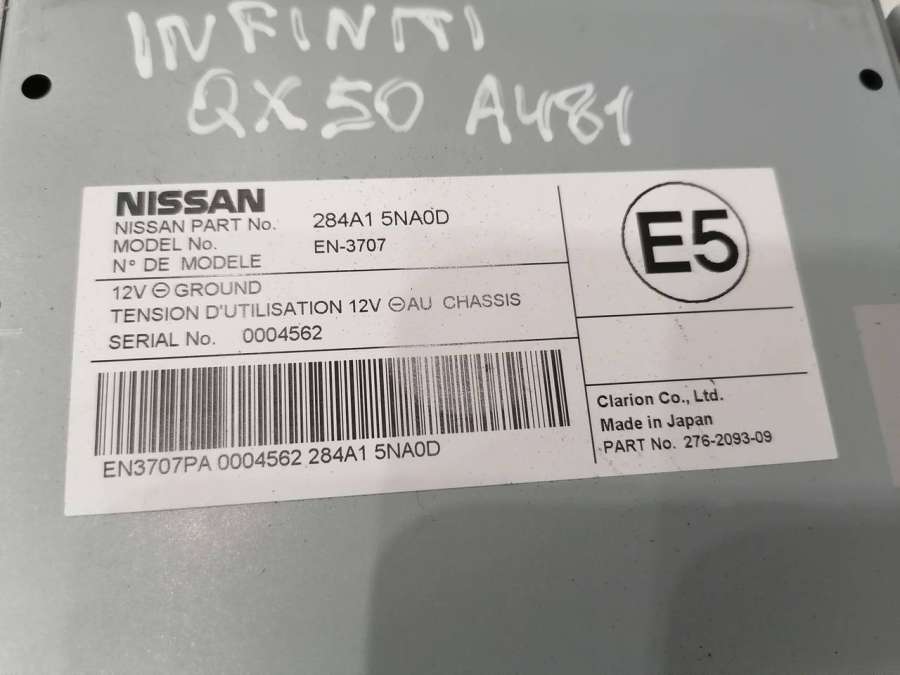 INFINITI
QX50 A481
NISSAN
NISSAN PART No. 284A1 5NA0D
MODEL No. EN-3707
N° DE MODELE
12V ⊖ GROUND
TENSION D'UTILISATION 12V ⊖ AU CHASSIS
SERIAL No. 0004562
EN3707PA 0004562 284A1 5NA0D
E5
Clarion Co., Ltd.
Made in Japan
PART No. 276-2093-09